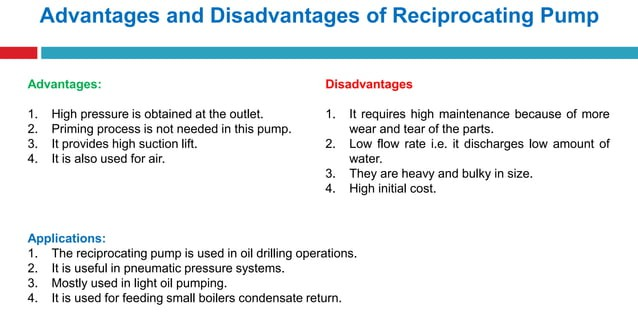 Advantages and Disadvantages of Reciprocating Pump
Advantages:
1. High pressure is obtained at the outlet.
2. Priming process is not needed in this pump.
3. It provides high suction lift.
4. It is also used for air.
Disadvantages
1. It requires high maintenance because of more
wear and tear of the parts.
2. Low flow rate i.e. it discharges low amount of
water.
3. They are heavy and bulky in size.
4. High initial cost.
Applications:
1. The reciprocating pump is used in oil drilling operations.
2. It is useful in pneumatic pressure systems.
3. Mostly used in light oil pumping.
4. It is used for feeding small boilers condensate return.